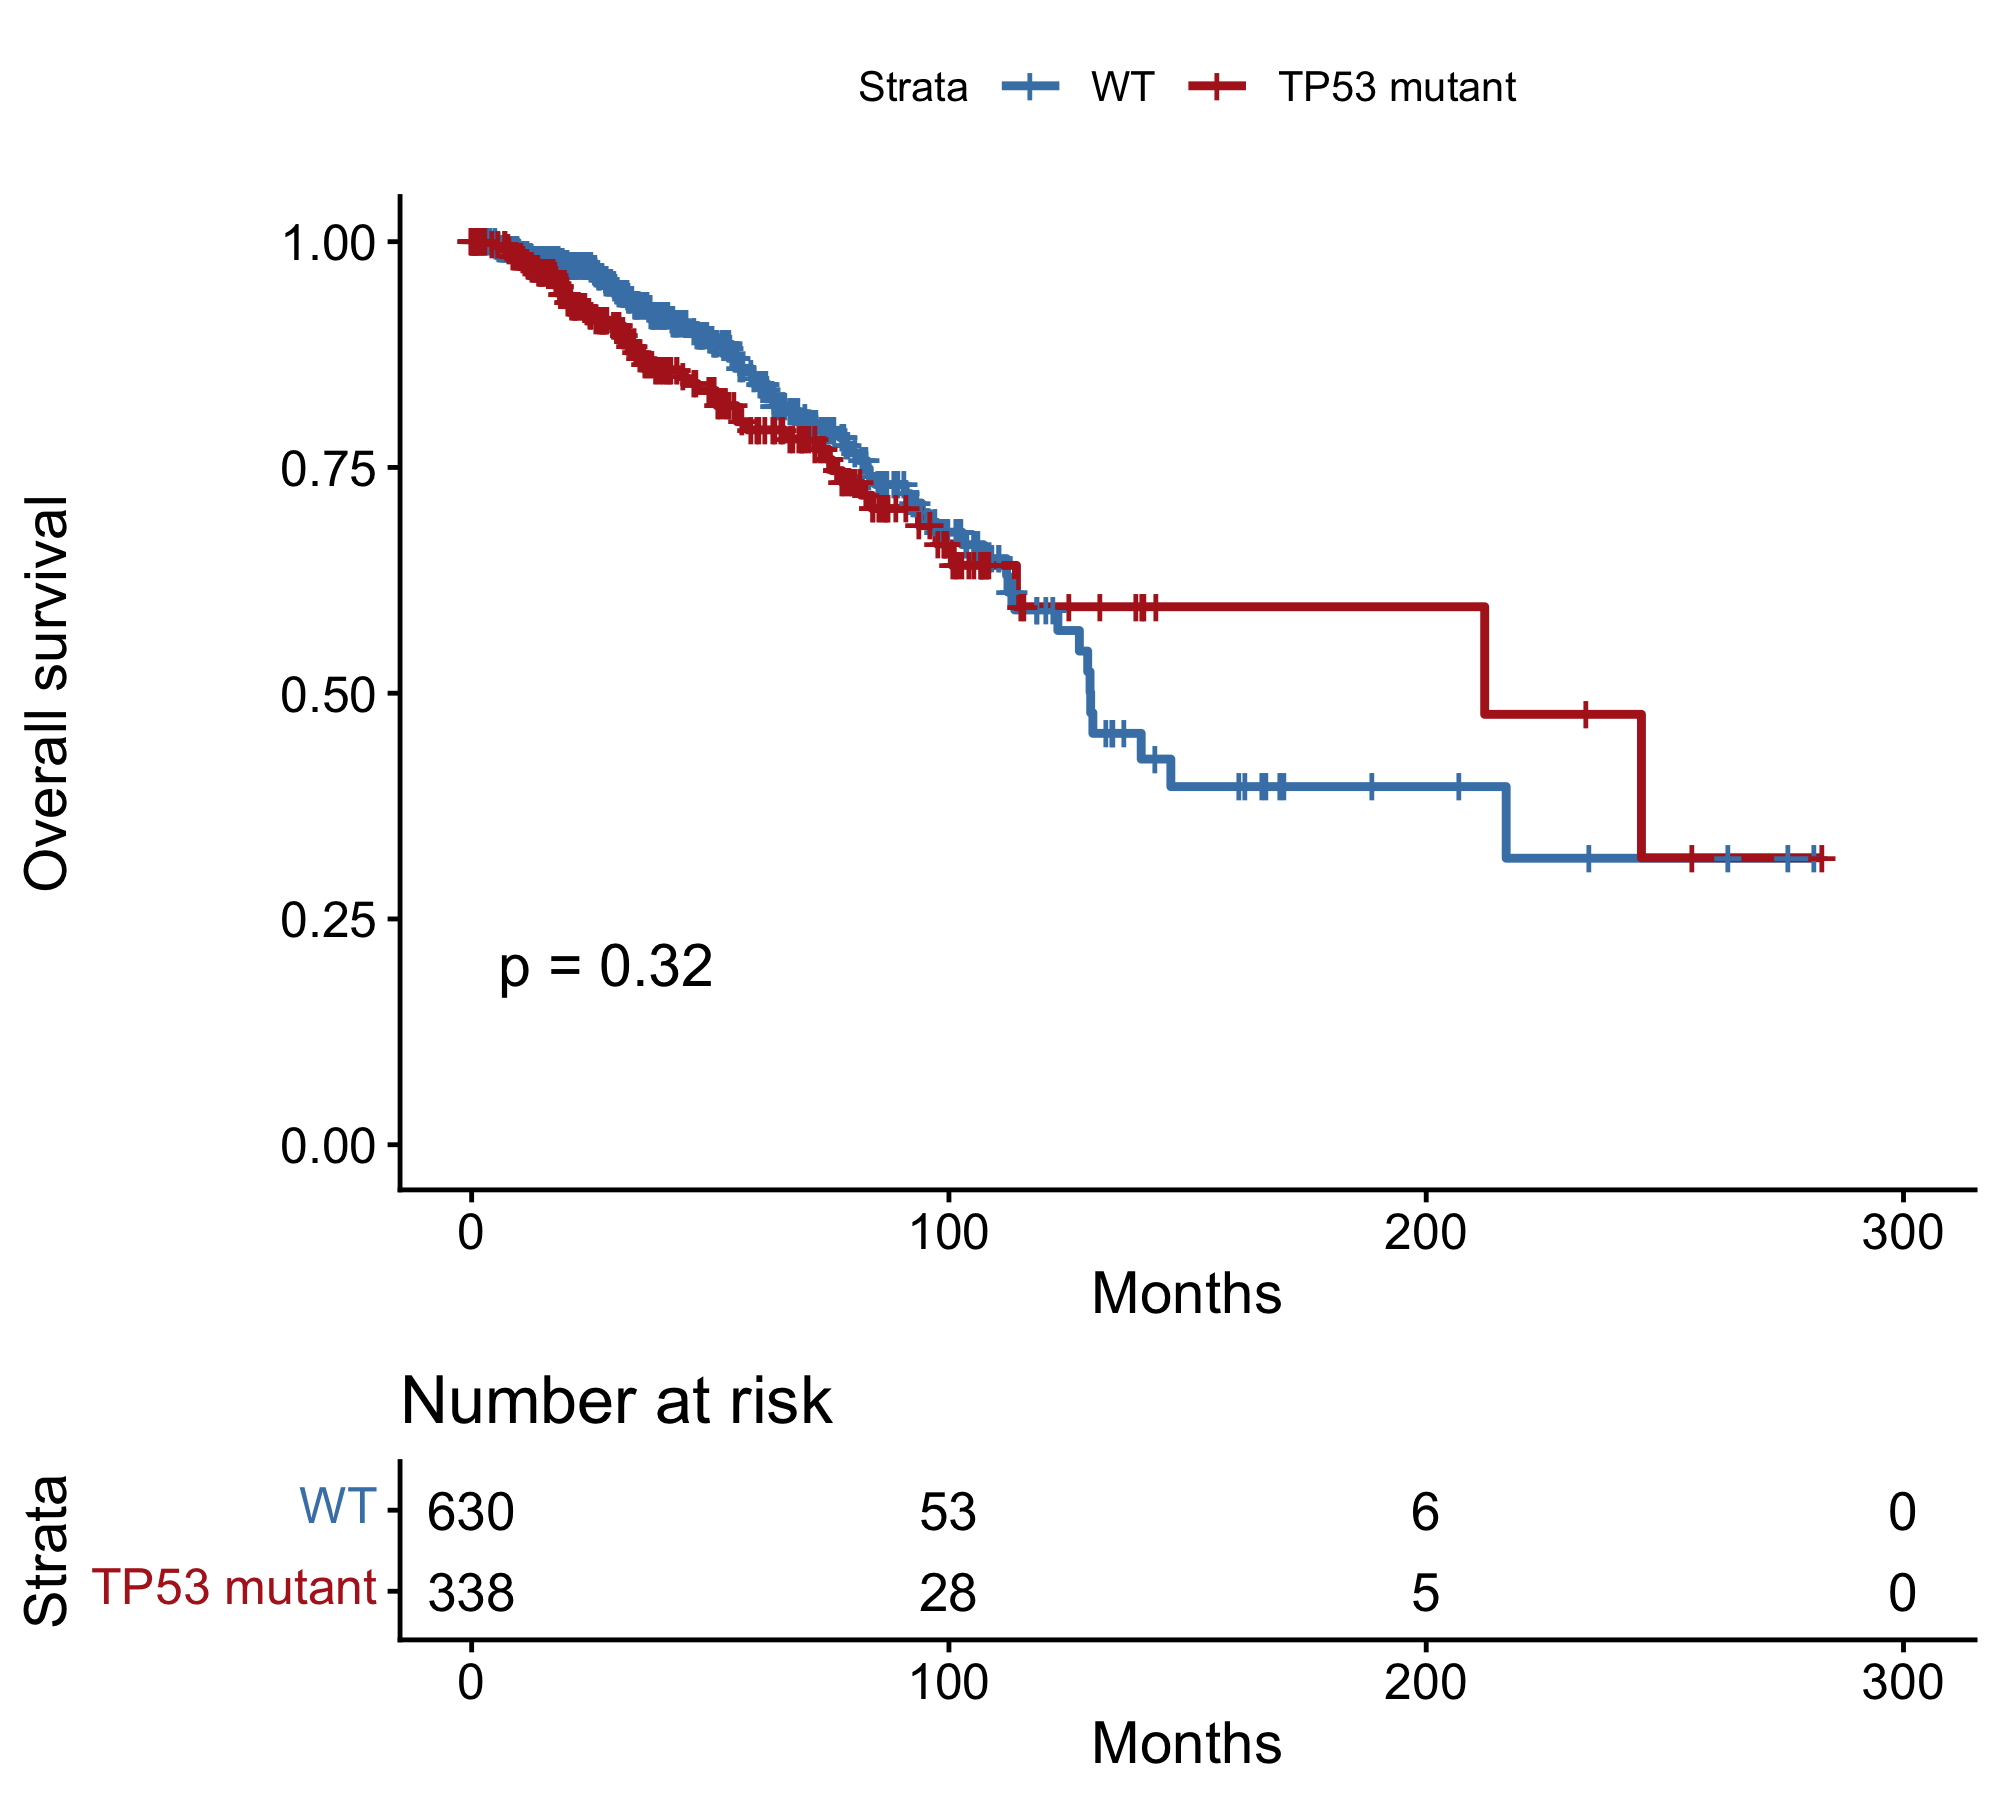 Strata WT TP53 mutant
1.00
0.75
0.50
0.25
0.00
Overall survival
p = 0.32
0 100 200 300
Months
Number at risk
Strata
WT 630 53 6 0
TP53 mutant 338 28 5 0
0 100 200 300
Months